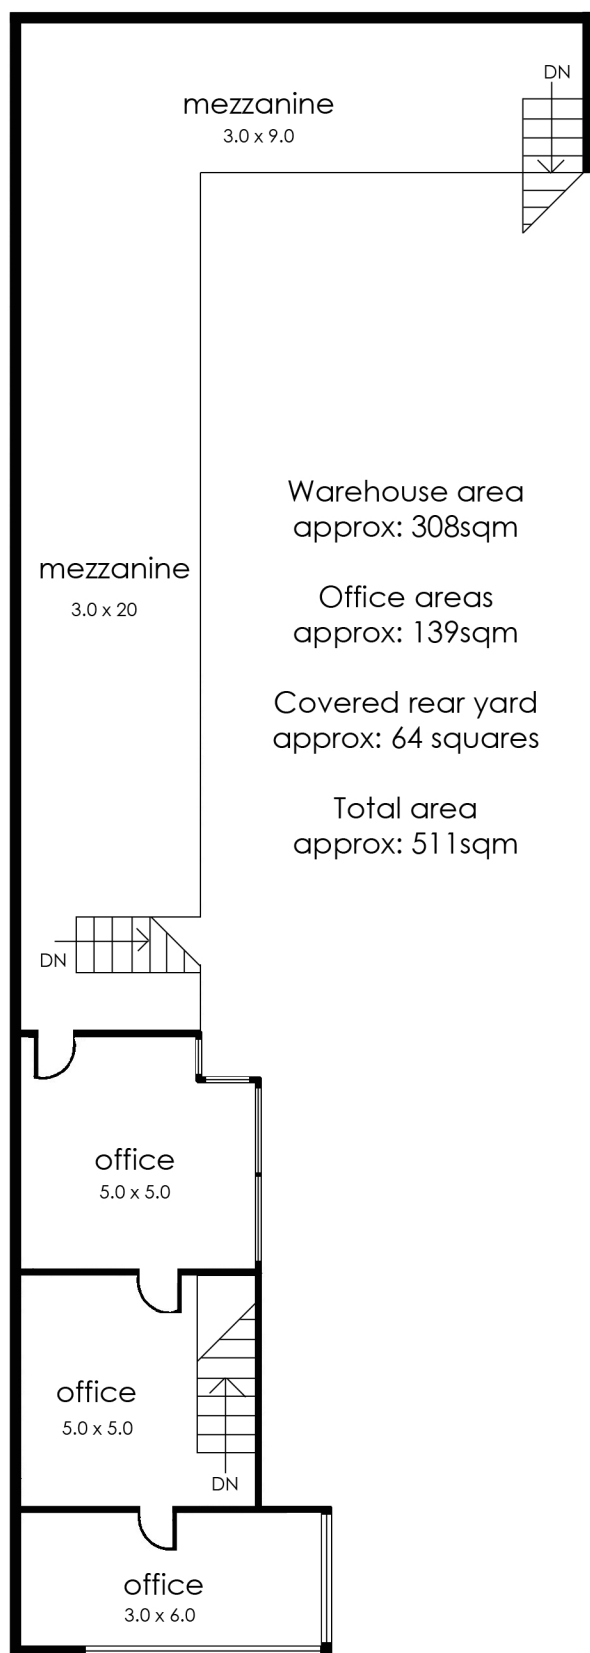 DN
mezzanine
3.0 x 9.0
Warehouse area
approx: 308sqm
mezzanine
3.0 x 20
Office areas
approx: 139sqm
Covered rear yard
approx: 64 squares
Total area
approx: 511sqm
DN
office
5.0 x 5.0
office
5.0 x 5.0
DN
office
3.0 x 6.0